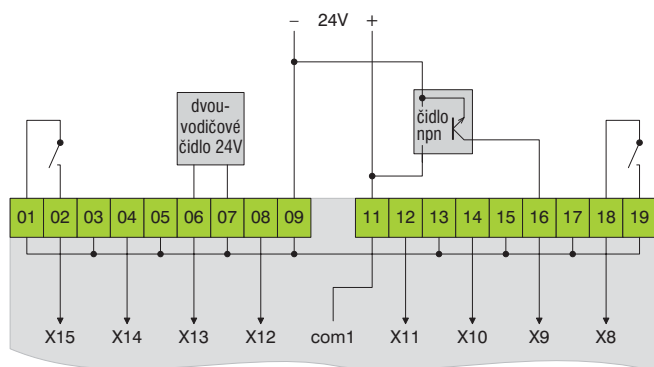 – 24V +
dvou-
vodičové
čidlo 24V
čidlo
npn
01 02 03 04 05 06 07 08 09 11 12 13 14 15 16 17 18 19
X15 X14 X13 X12 com1 X11 X10 X9 X8